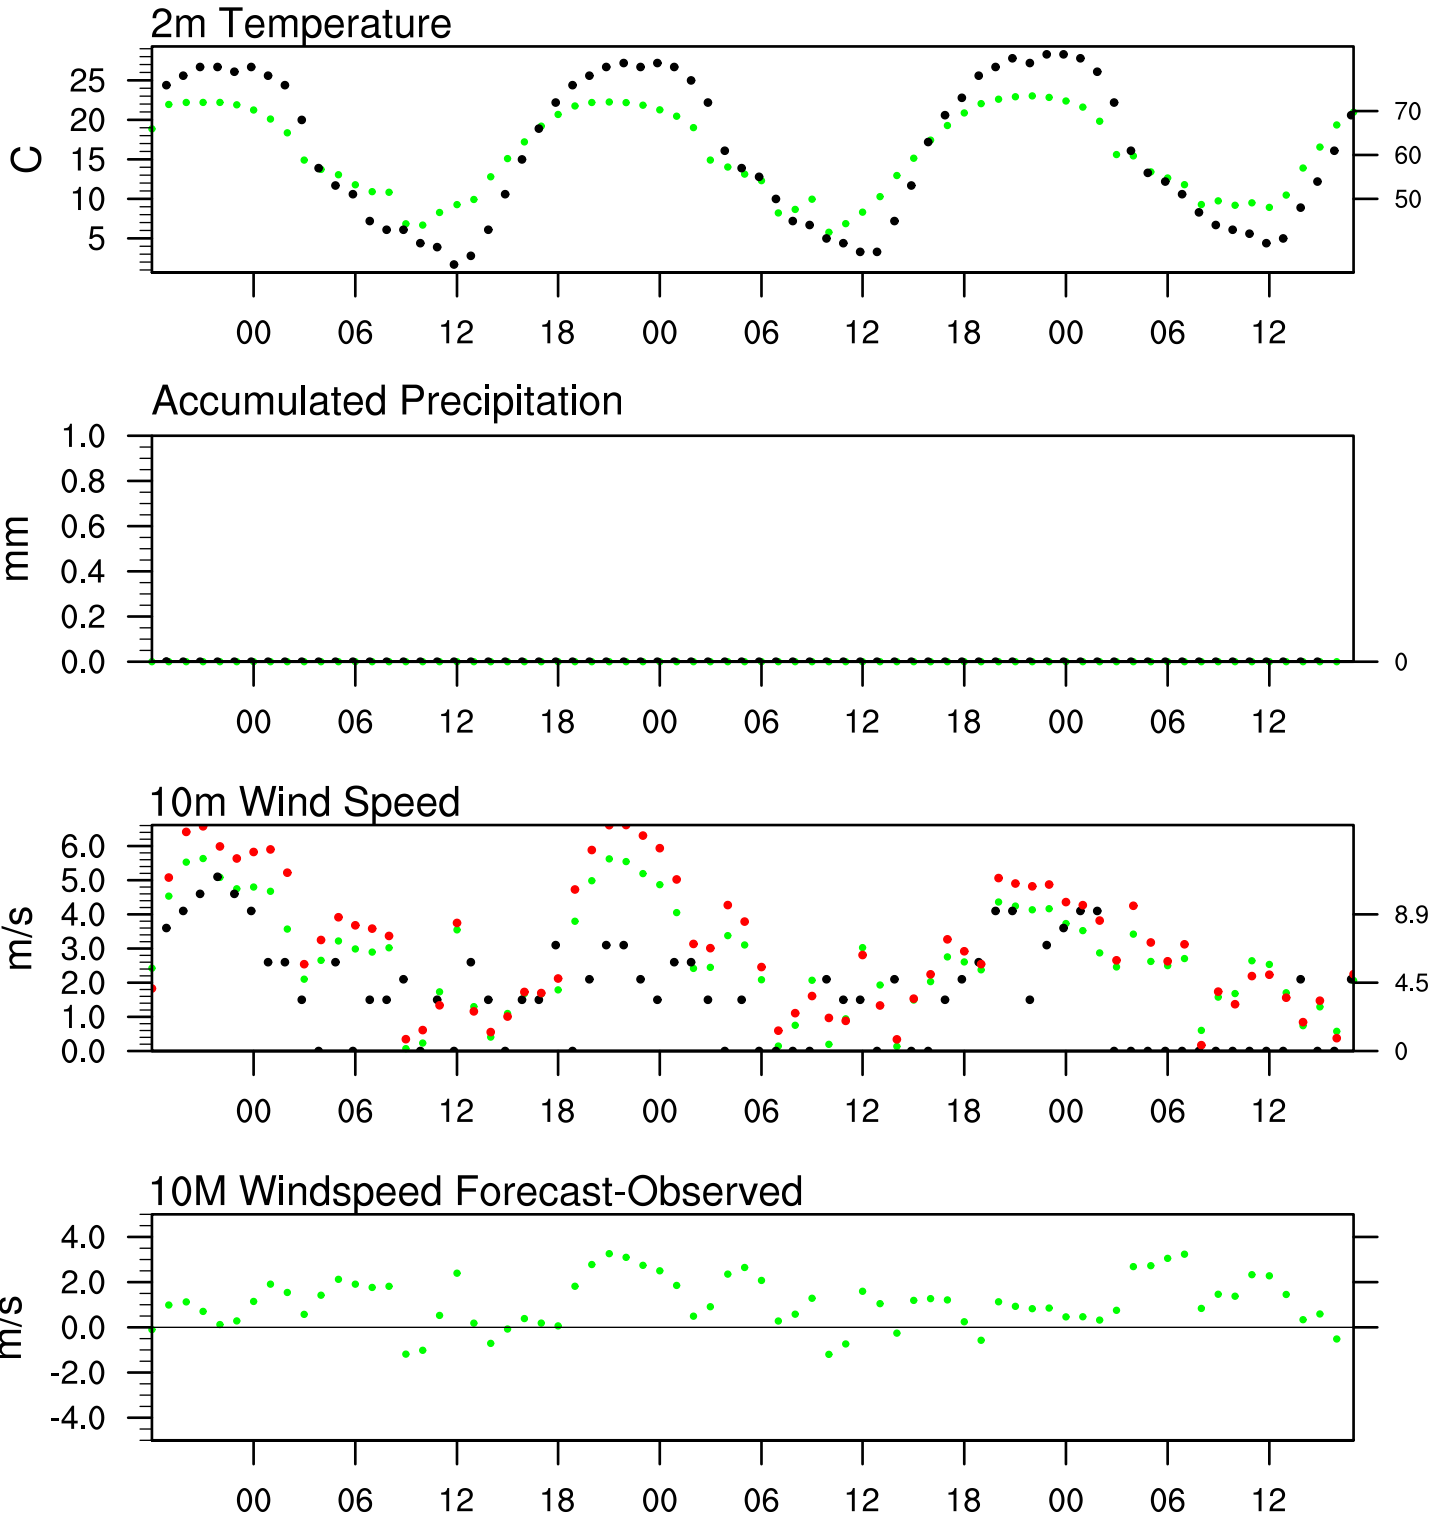 2m Temperature
C
25
20
15
10
5
70
60
50
00 06 12 18 00 06 12 18 00 06 12
Accumulated Precipitation
mm
1.0
0.8
0.6
0.4
0.2
0.0
0
00 06 12 18 00 06 12 18 00 06 12
10m Wind Speed
m/s
6.0
5.0
4.0
3.0
2.0
1.0
0.0
8.9
4.5
0
00 06 12 18 00 06 12 18 00 06 12
10M Windspeed Forecast-Observed
m/s
4.0
2.0
0.0
-2.0
-4.0
00 06 12 18 00 06 12 18 00 06 12